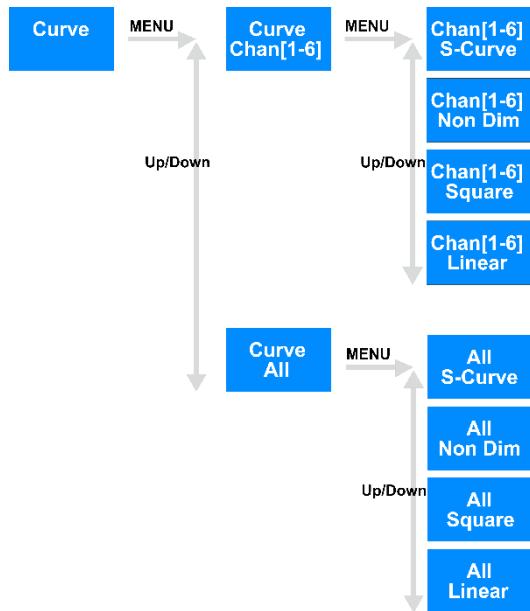 Curve
MENU
Curve
Chan[1-6]
MENU
Chan[1-6]
S-Curve
Chan[1-6]
Non Dim
Up/Down
Up/Down
Chan[1-6]
Square
Chan[1-6]
Linear
Curve
All
MENU
All
S-Curve
All
Non Dim
Up/Down
All
Square
All
Linear